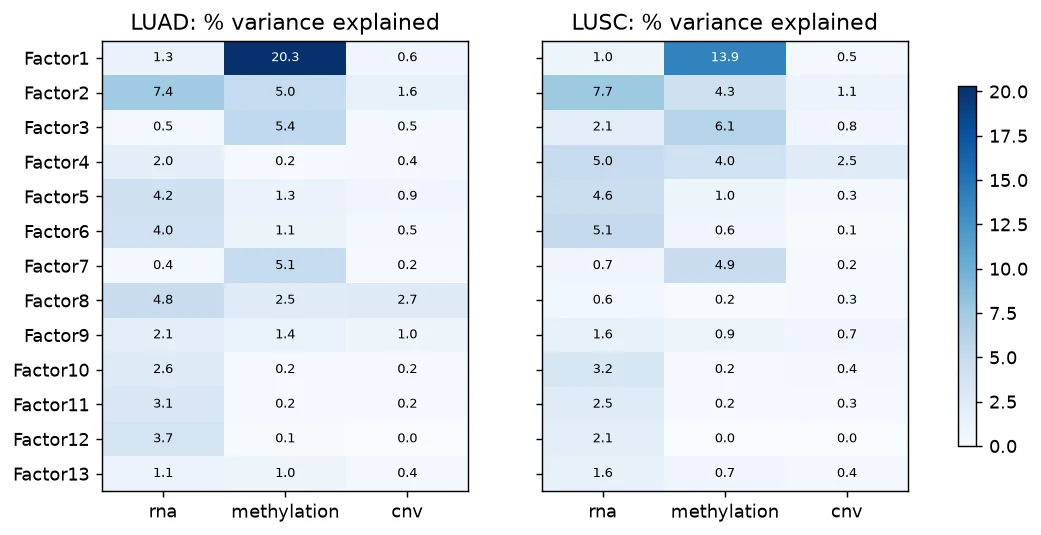 LUAD: % variance explained
LUSC: % variance explained
Factor1 1.3 20.3 0.6 1.0 13.9 0.5
Factor2 7.4 5.0 1.6 7.7 4.3 1.1
Factor3 0.5 5.4 0.5 2.1 6.1 0.8
Factor4 2.0 0.2 0.4 5.0 4.0 2.5
Factor5 4.2 1.3 0.9 4.6 1.0 0.3
Factor6 4.0 1.1 0.5 5.1 0.6 0.1
Factor7 0.4 5.1 0.2 0.7 4.9 0.2
Factor8 4.8 2.5 2.7 0.6 0.2 0.3
Factor9 2.1 1.4 1.0 1.6 0.9 0.7
Factor10 2.6 0.2 0.2 3.2 0.2 0.4
Factor11 3.1 0.2 0.2 2.5 0.2 0.3
Factor12 3.7 0.1 0.0 2.1 0.0 0.0
Factor13 1.1 1.0 0.4 1.6 0.7 0.4
rna methylation cnv
rna methylation cnv
20.0
17.5
15.0
12.5
10.0
7.5
5.0
2.5
0.0